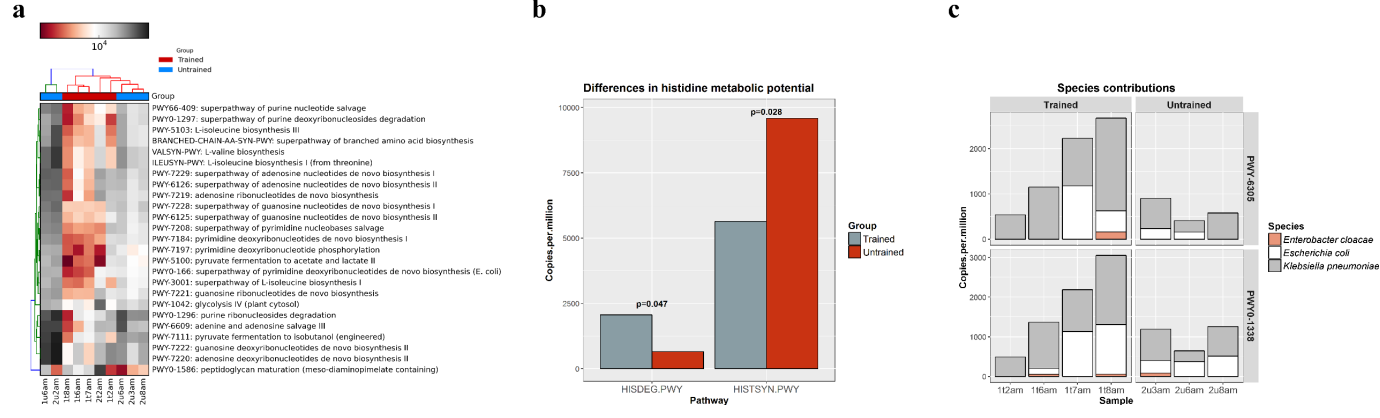 a
10^4
Group
Trained
Untrained
Group
PWY66-409: superpathway of purine nucleotide salvage
PWY0-1297: superpathway of purine deoxyribonucleosides degradation
PWY-5103: L-isoleucine biosynthesis III
BRANCHED-CHAIN-AA-SYN-PWY: superpathway of branched amino acid biosynthesis
VALSYN-PWY: L-valine biosynthesis
ILEUSYN-PWY: L-isoleucine biosynthesis I (from threonine)
PWY-7229: superpathway of adenosine nucleotides de novo biosynthesis I
PWY-6126: superpathway of adenosine nucleotides de novo biosynthesis II
PWY-7219: adenosine ribonucleotides de novo biosynthesis
PWY-7228: superpathway of guanosine nucleotides de novo biosynthesis I
PWY-6125: superpathway of guanosine nucleotides de novo biosynthesis II
PWY-7208: superpathway of pyrimidine nucleobases salvage
PWY-7184: pyrimidine deoxyribonucleotides de novo biosynthesis I
PWY-7197: pyrimidine deoxyribonucleotide phosphorylation
PWY-5100: pyruvate fermentation to acetate and lactate II
PWY0-166: superpathway of pyrimidine deoxyribonucleotides de novo biosynthesis (E. coli)
PWY-3001: superpathway of L-isoleucine biosynthesis I
PWY-7221: guanosine ribonucleotides de novo biosynthesis
PWY-1042: glycolysis IV (plant cytosol)
PWY0-1296: purine ribonucleosides degradation
PWY-6609: adenine and adenosine salvage III
PWY-7111: pyruvate fermentation to isobutanol (engineered)
PWY-7222: guanosine deoxyribonucleotides de novo biosynthesis II
PWY-7220: adenosine deoxyribonucleotides de novo biosynthesis II
PWY0-1586: peptidoglycan maturation (meso-diaminopimelate containing)
1u6am
2u2am
1t8am
1t6am
1t7am
2t2am
1t2am
2u6am
2u3am
2u8am
b
Differences in histidine metabolic potential
10000
7500
5000
2500
0
Copies.per.million
p=0.047
p=0.028
HISDEG.PWY
HISTSYN.PWY
Pathway
Group
Trained
Untrained
c
Species contributions
Trained
Untrained
2000
1000
0
PWY-6305
3000
2000
1000
0
PWY0-1338
Copies.per.million
1t2am
1t6am
1t7am
1t8am
2u3am
2u6am
2u8am
Sample
Species
Enterobacter cloacae
Escherichia coli
Klebsiella pneumoniae